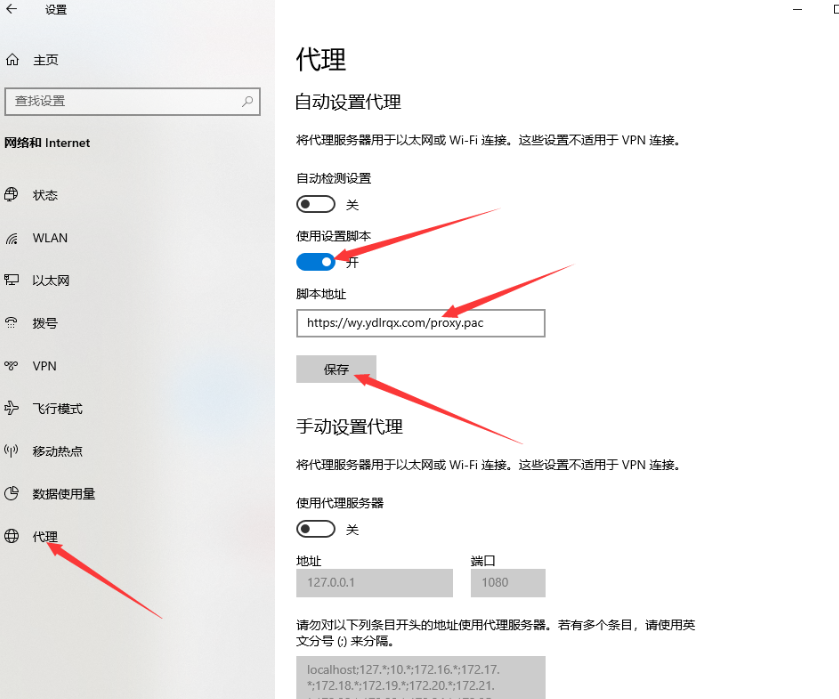 设置
主页
查找设置
网络和 Internet
状态
WLAN
以太网
拨号
VPN
飞行模式
移动热点
数据使用量
代理
代理
自动设置代理
将代理服务器用于以太网或 Wi-Fi 连接。这些设置不适用于 VPN 连接。
自动检测设置
关
使用设置脚本
开
脚本地址
https://wy.ydlrqx.com/proxy.pac
保存
手动设置代理
将代理服务器用于以太网或 Wi-Fi 连接。这些设置不适用于 VPN 连接。
使用代理服务器
关
地址 端口
127.0.0.1 1080
请勿对以下列条目开头的地址使用代理服务器。若有多个条目，请使用英
文分号 (;) 来分隔。
localhost;127.*;10.*;172.16.*;172.17.
*;172.18.*;172.19.*;172.20.*;172.21.